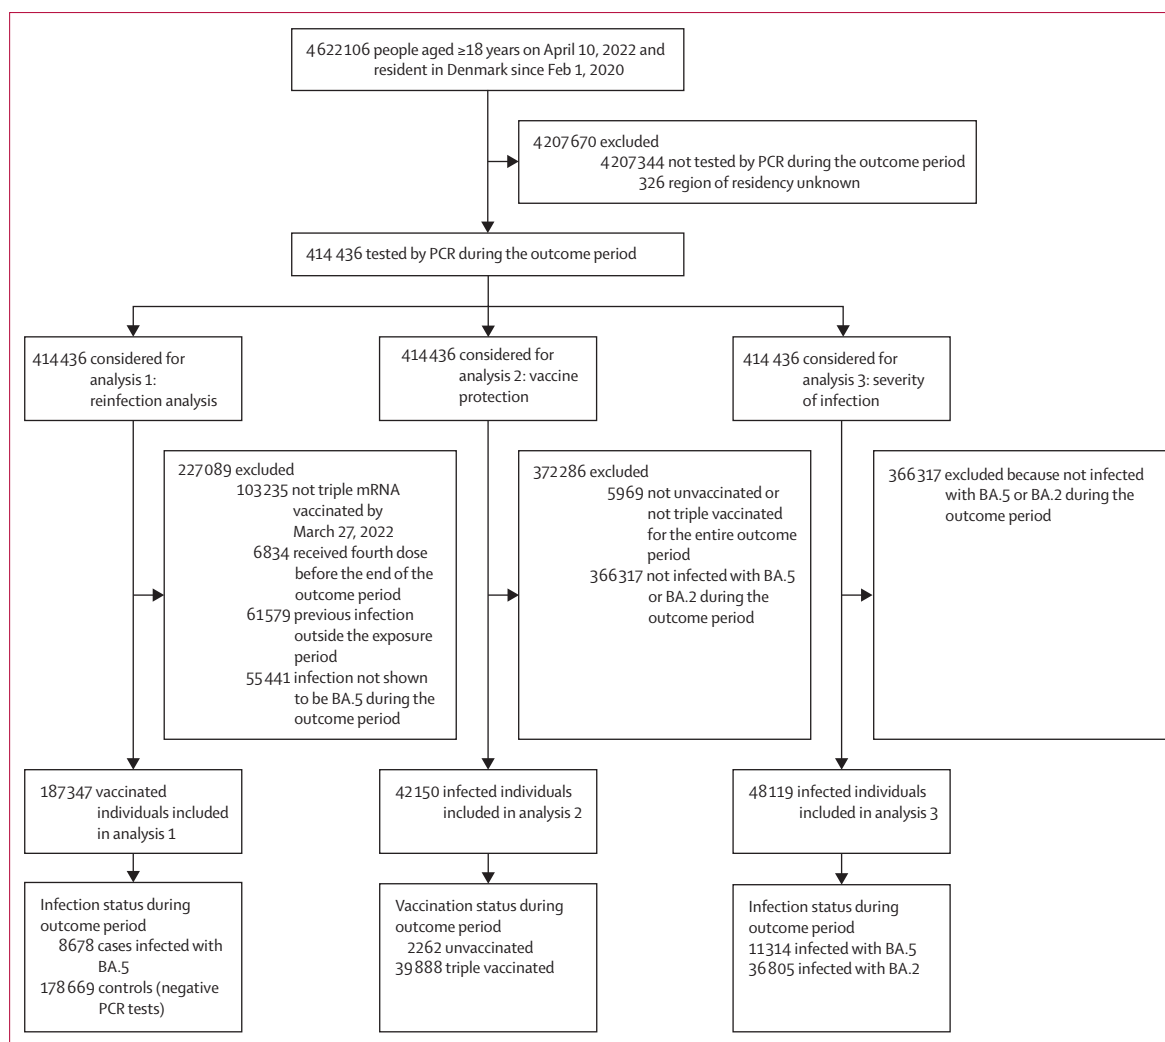 4622106 people aged ≥18 years on April 10, 2022 and
resident in Denmark since Feb 1, 2020
4207670 excluded
4207344 not tested by PCR during the outcome period
326 region of residency unknown
414 436 tested by PCR during the outcome period
414 436 considered for
analysis 1:
reinfection analysis
414 436 considered for
analysis 2: vaccine
protection
414 436 considered for
analysis 3: severity
of infection
227 089 excluded
103 235 not triple mRNA
vaccinated by
March 27, 2022
6834 received fourth dose
before the end of the
outcome period
61 579 previous infection
outside the exposure
period
55 441 infection not shown
to be BA.5 during the
outcome period
372 286 excluded
5969 not unvaccinated or
not triple vaccinated
for the entire outcome
period
366 317 not infected with BA.5
or BA.2 during the
outcome period
366 317 excluded because not infected
with BA.5 or BA.2 during the
outcome period
187 347 vaccinated
individuals included
in analysis 1
42 150 infected individuals
included in analysis 2
48 119 infected individuals
included in analysis 3
Infection status during
outcome period
8678 cases infected with
BA.5
178 669 controls (negative
PCR tests)
Vaccination status during
outcome period
2262 unvaccinated
39 888 triple vaccinated
Infection status during
outcome period
11 314 infected with BA.5
36 805 infected with BA.2